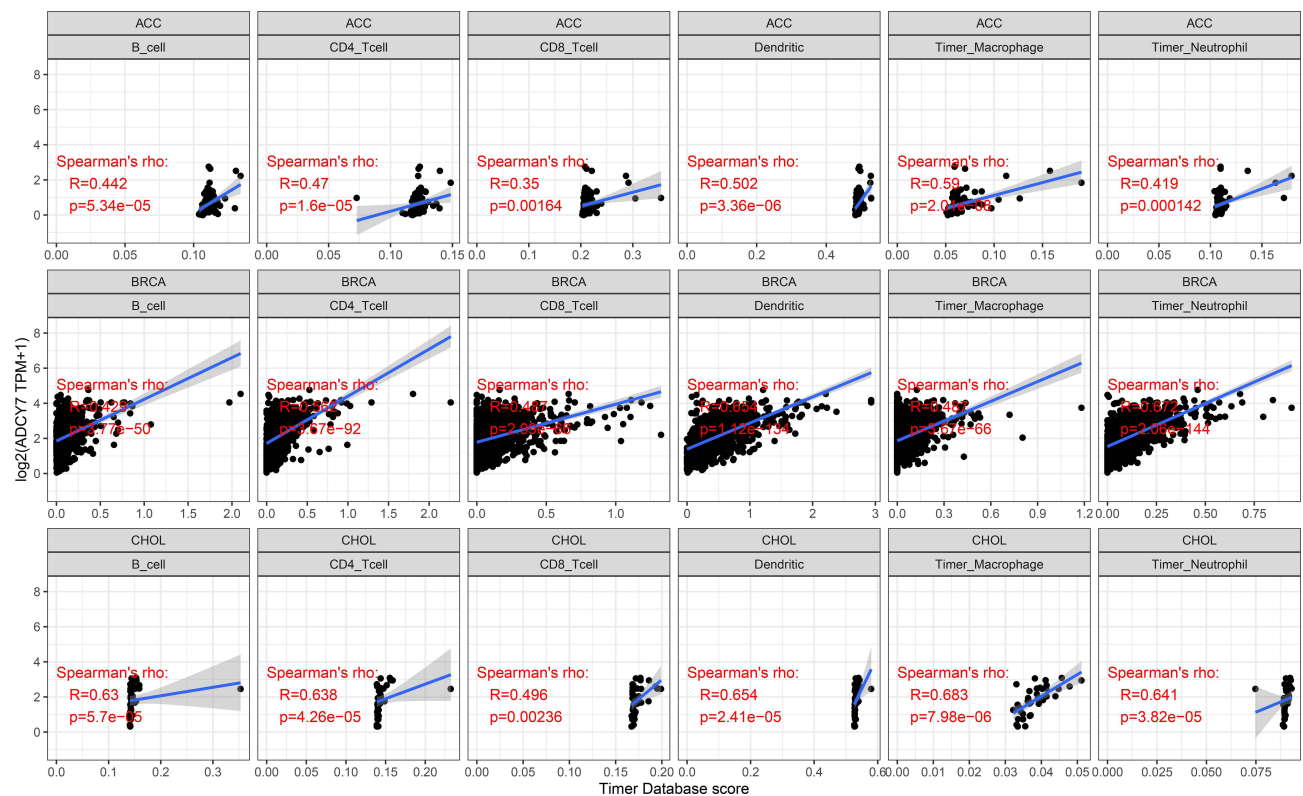 ACC ACC ACC ACC ACC ACC
B_cell CD4_Tcell CD8_Tcell Dendritic Timer_Macrophage Timer_Neutrophil
8
6
4
2
0
Spearman's rho: Spearman's rho: Spearman's rho: Spearman's rho: Spearman's rho: Spearman's rho:
R=0.442 R=0.47 R=0.35 R=0.502 R=0.59 R=0.419
p=5.34e−05 p=1.6e−05 p=0.00164 p=3.36e−06 p=0.000142
0.00 0.05 0.10 0.00 0.05 0.10 0.15 0.0 0.1 0.2 0.3 0.0 0.2 0.4 0.00 0.05 0.10 0.15 0.00 0.05 0.10 0.15
BRCA BRCA BRCA BRCA BRCA BRCA
B_cell CD4_Tcell CD8_Tcell Dendritic Timer_Macrophage Timer_Neutrophil
log2(ADCY7 TPM+1)
8
6
4
2
0
Spearman's rho: Spearman's rho: Spearman's rho: Spearman's rho: Spearman's rho: Spearman's rho:
0.0 0.5 1.0 1.5 2.0 0.0 0.5 1.0 1.5 2.0 0.0 0.5 1.0 0 1 2 3 0.0 0.3 0.6 0.9 1.2 0.00 0.25 0.50 0.75
CHOL CHOL CHOL CHOL CHOL CHOL
B_cell CD4_Tcell CD8_Tcell Dendritic Timer_Macrophage Timer_Neutrophil
8
6
4
2
0
Spearman's rho: Spearman's rho: Spearman's rho: Spearman's rho: Spearman's rho: Spearman's rho:
R=0.63 R=0.638 R=0.496 R=0.654 R=0.683 R=0.641
p=5.7e−05 p=4.26e−05 p=0.00236 p=2.41e−05 p=7.98e−06 p=3.82e−05
0.0 0.1 0.2 0.3 0.00 0.05 0.10 0.15 0.20 0.00 0.05 0.10 0.15 0.20 0.0 0.2 0.4 0.6 0.00 0.01 0.02 0.03 0.04 0.05 0.000 0.025 0.050 0.075
Timer Database score